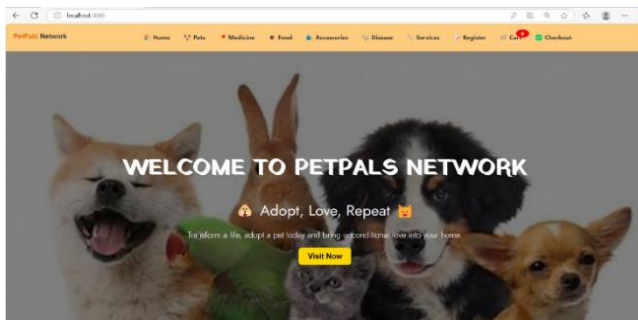 localhost:3000
PetPals Network Home Pets Medicine Food Accessories Disease Services Register Cart 0 Checkout
WELCOME TO PETPALS NETWORK
Adopt, Love, Repeat
Transform a life, adopt a pet today and bring unconditional love into your home.
Visit Now